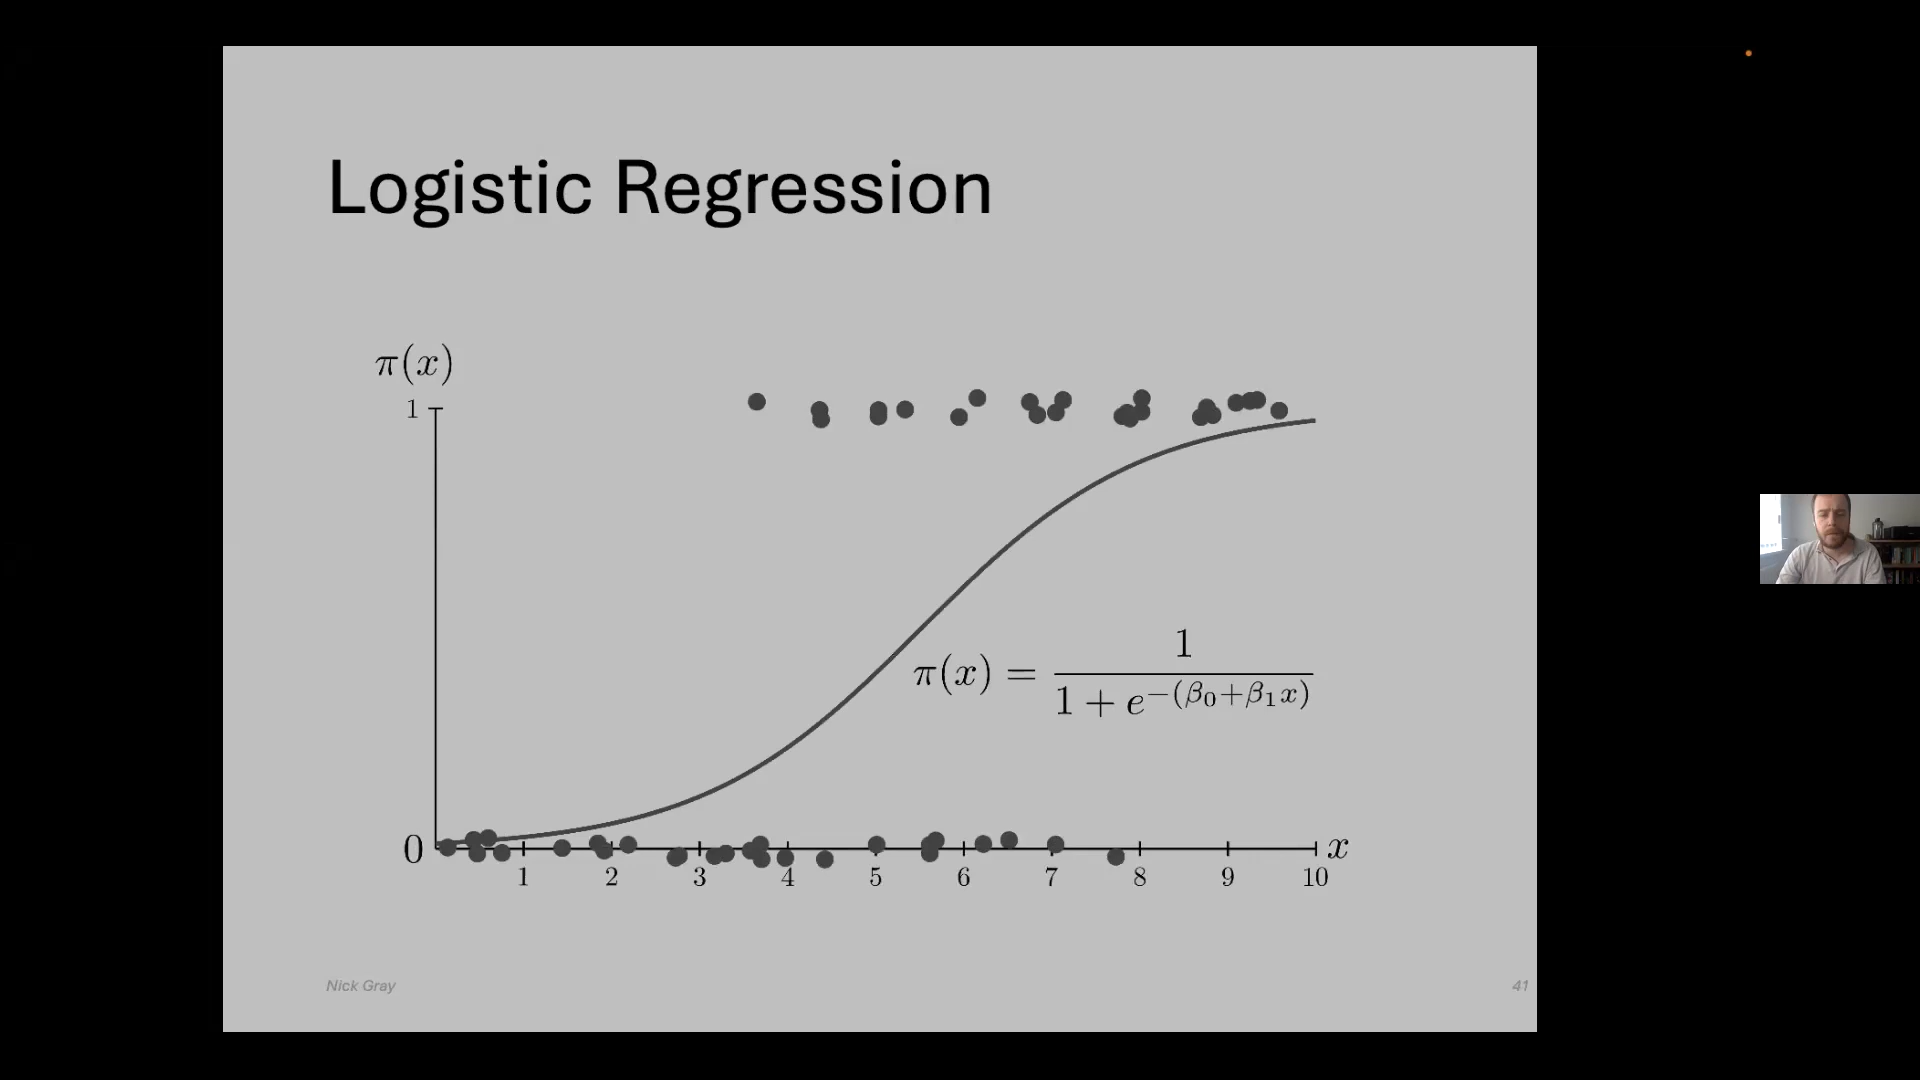 Logistic Regression
π(x)
1
π(x) = 1 / (1 + e^{-(β₀+β₁x)})
0
x
1 2 3 4 5 6 7 8 9 10
Nick Gray
41